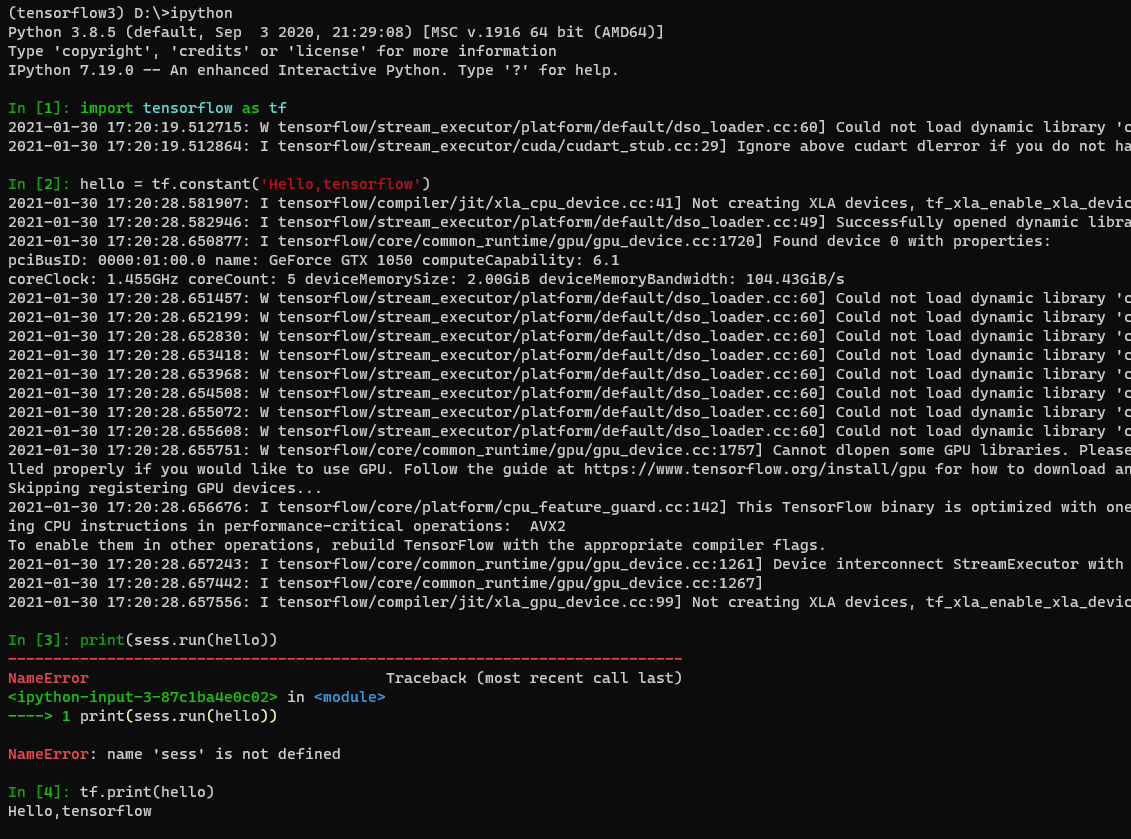 (tensorflow3) D:\>ipython
Python 3.8.5 (default, Sep  3 2020, 21:29:08) [MSC v.1916 64 bit (AMD64)]
Type 'copyright', 'credits' or 'license' for more information
IPython 7.19.0 -- An enhanced Interactive Python. Type '?' for help.
In [1]: import tensorflow as tf
2021-01-30 17:20:19.512715: W tensorflow/stream_executor/platform/default/dso_loader.cc:60] Could not load dynamic library 'c
2021-01-30 17:20:19.512864: I tensorflow/stream_executor/cuda/cudart_stub.cc:29] Ignore above cudart dlerror if you do not ha
In [2]: hello = tf.constant('Hello,tensorflow')
2021-01-30 17:20:28.581907: I tensorflow/compiler/jit/xla_cpu_device.cc:41] Not creating XLA devices, tf_xla_enable_xla_devic
2021-01-30 17:20:28.582946: I tensorflow/stream_executor/platform/default/dso_loader.cc:49] Successfully opened dynamic libra
2021-01-30 17:20:28.650877: I tensorflow/core/common_runtime/gpu/gpu_device.cc:1720] Found device 0 with properties:
pciBusID: 0000:01:00.0 name: GeForce GTX 1050 computeCapability: 6.1
coreClock: 1.455GHz coreCount: 5 deviceMemorySize: 2.00GiB deviceMemoryBandwidth: 104.43GiB/s
2021-01-30 17:20:28.651457: W tensorflow/stream_executor/platform/default/dso_loader.cc:60] Could not load dynamic library 'c
2021-01-30 17:20:28.652199: W tensorflow/stream_executor/platform/default/dso_loader.cc:60] Could not load dynamic library 'c
2021-01-30 17:20:28.652830: W tensorflow/stream_executor/platform/default/dso_loader.cc:60] Could not load dynamic library 'c
2021-01-30 17:20:28.653418: W tensorflow/stream_executor/platform/default/dso_loader.cc:60] Could not load dynamic library 'c
2021-01-30 17:20:28.653968: W tensorflow/stream_executor/platform/default/dso_loader.cc:60] Could not load dynamic library 'c
2021-01-30 17:20:28.654508: W tensorflow/stream_executor/platform/default/dso_loader.cc:60] Could not load dynamic library 'c
2021-01-30 17:20:28.655072: W tensorflow/stream_executor/platform/default/dso_loader.cc:60] Could not load dynamic library 'c
2021-01-30 17:20:28.655608: W tensorflow/stream_executor/platform/default/dso_loader.cc:60] Could not load dynamic library 'c
2021-01-30 17:20:28.655751: W tensorflow/core/common_runtime/gpu/gpu_device.cc:1757] Cannot dlopen some GPU libraries. Please
lled properly if you would like to use GPU. Follow the guide at https://www.tensorflow.org/install/gpu for how to download an
Skipping registering GPU devices...
2021-01-30 17:20:28.656676: I tensorflow/core/platform/cpu_feature_guard.cc:142] This TensorFlow binary is optimized with one
ing CPU instructions in performance-critical operations:  AVX2
To enable them in other operations, rebuild TensorFlow with the appropriate compiler flags.
2021-01-30 17:20:28.657243: I tensorflow/core/common_runtime/gpu/gpu_device.cc:1261] Device interconnect StreamExecutor with
2021-01-30 17:20:28.657442: I tensorflow/core/common_runtime/gpu/gpu_device.cc:1267]
2021-01-30 17:20:28.657556: I tensorflow/compiler/jit/xla_gpu_device.cc:99] Not creating XLA devices, tf_xla_enable_xla_devic
In [3]: print(sess.run(hello))
---------------------------------------------------------------------------
NameError                                 Traceback (most recent call last)
<ipython-input-3-87c1ba4e0c02> in <module>
----> 1 print(sess.run(hello))
NameError: name 'sess' is not defined
In [4]: tf.print(hello)
Hello,tensorflow